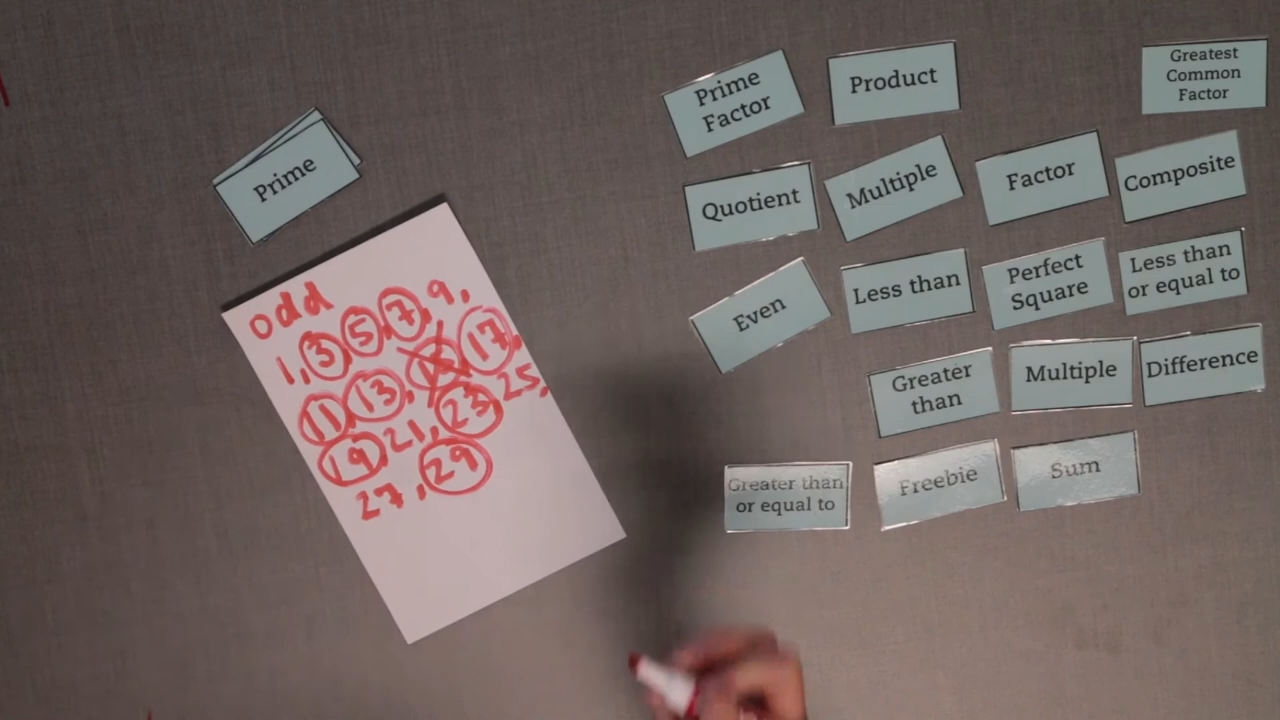 Prime
odd
1, 3, 5, 7, 9,
11, 13, 17,
19, 21, 23, 25,
27, 29
Prime
Factor
Product
Greatest
Common
Factor
Quotient
Multiple
Factor
Composite
Even
Less than
Perfect
Square
Less than
or equal to
Greater
than
Multiple
Difference
Greater than
or equal to
Freebie
Sum